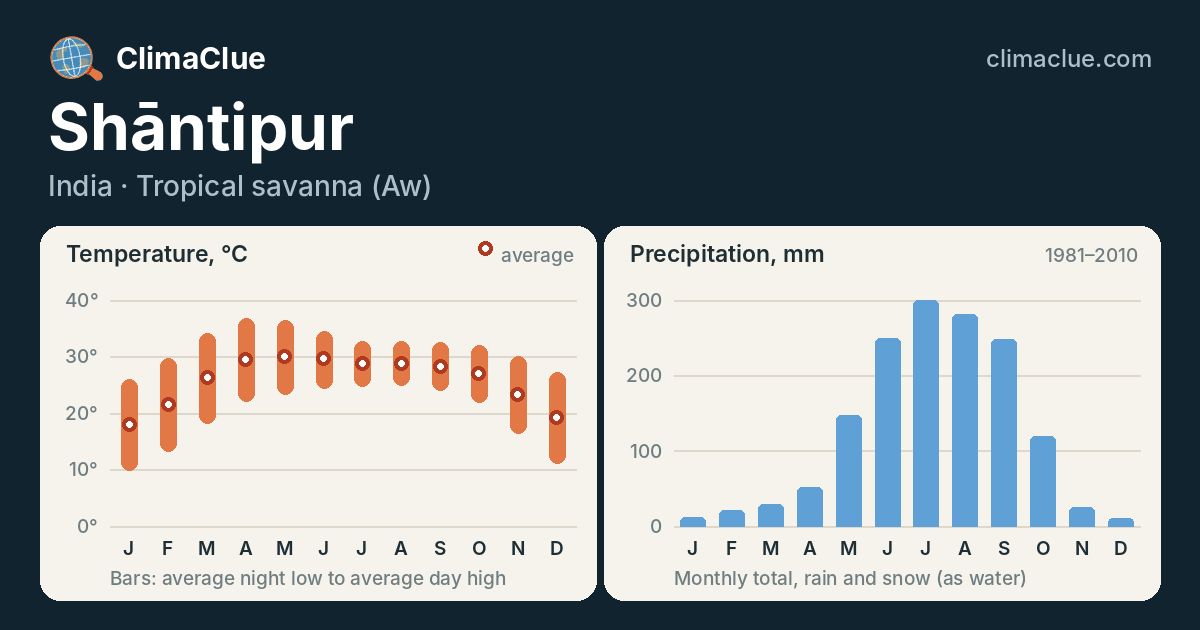 ClimaClue
climaclue.com
Shāntipur
India · Tropical savanna (Aw)
Temperature, °C
average
40°
30°
20°
10°
0°
J F M A M J J A S O N D
Bars: average night low to average day high
Precipitation, mm
1981–2010
300
200
100
0
J F M A M J J A S O N D
Monthly total, rain and snow (as water)